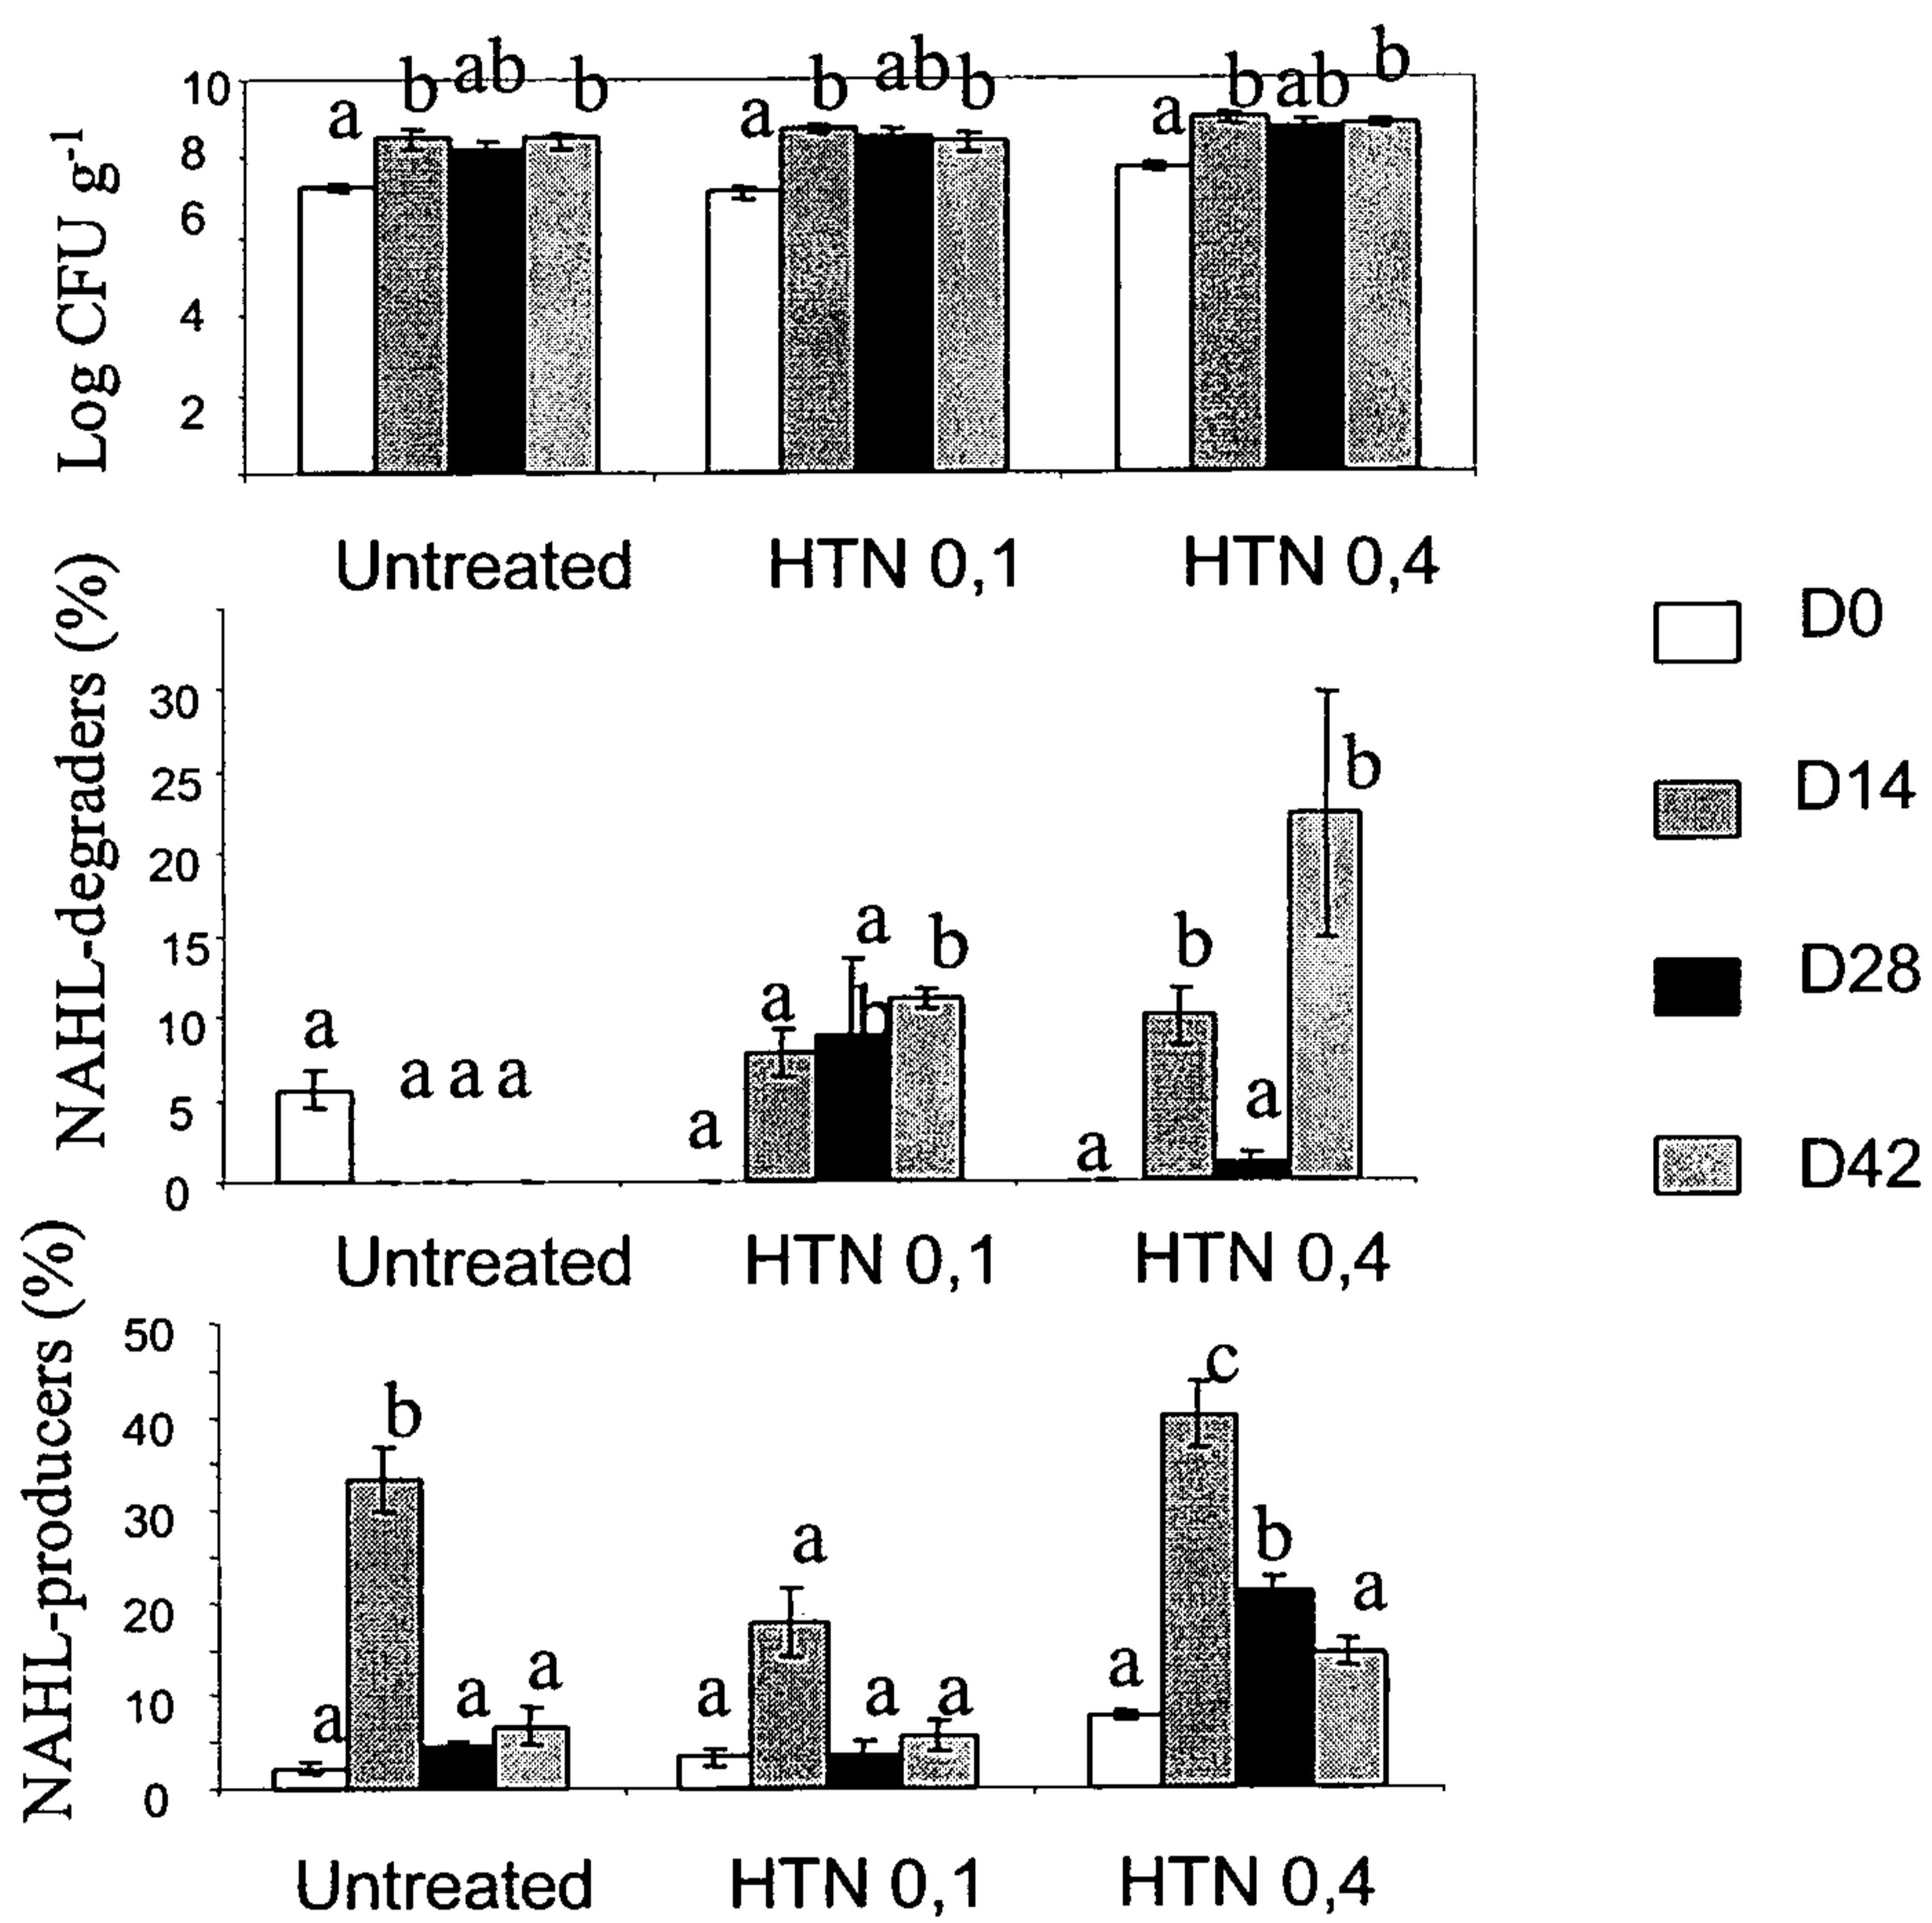 Log CFU g-1
10
8
6
4
2
a b ab b
a b ab b
a b ab b
Untreated HTN 0,1 HTN 0,4
NAHL-degraders (%)
30
25
20
15
10
5
0
a a a a
a a a b b
a b a b
Untreated HTN 0,1 HTN 0,4
NAHL-producers (%)
50
40
30
20
10
0
a b a a
a a a a
a c b a
Untreated HTN 0,1 HTN 0,4
D0
D14
D28
D42